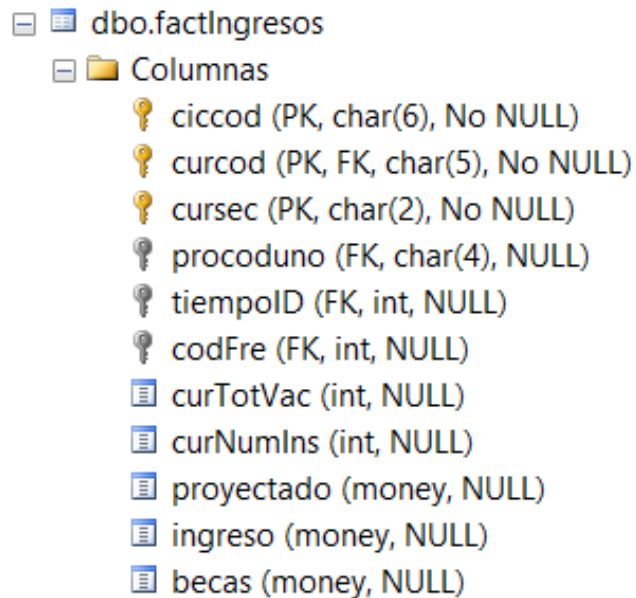 dbo.factIngresos
Columnas
ciccod (PK, char(6), No NULL)
curcod (PK, FK, char(5), No NULL)
cursec (PK, char(2), No NULL)
procoduno (FK, char(4), NULL)
tiempoID (FK, int, NULL)
codFre (FK, int, NULL)
curTotVac (int, NULL)
curNumIns (int, NULL)
proyectado (money, NULL)
ingreso (money, NULL)
becas (money, NULL)